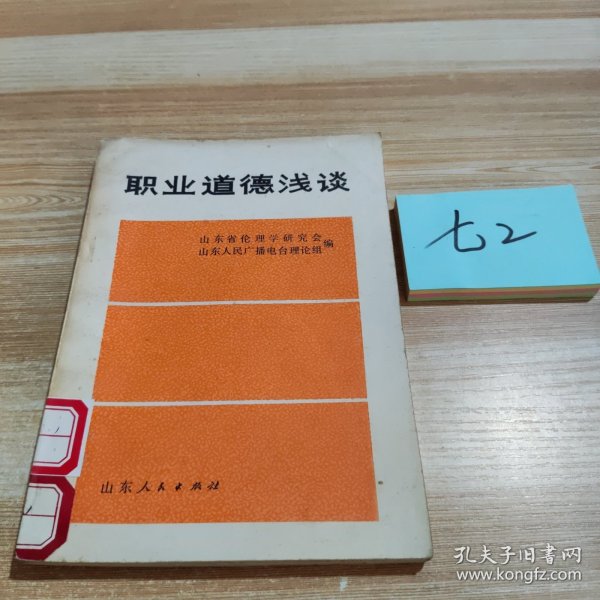 职业道德浅谈
山东省伦理学研究会
山东人民广播电台理论组
编
山东人民出版社
七2
孔夫子旧书网
www.kongfz.com